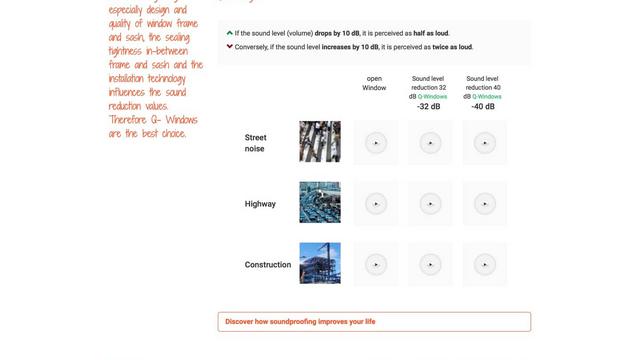 especially design and
quality of window frame
and sash, the sealing
tightness in-between
frame and sash and the
installation technology
influences the sound
reduction values.
Therefore Q- Windows
are the best choice.
If the sound level (volume) drops by 10 dB, it is perceived as half as loud.
Conversely, if the sound level increases by 10 dB, it is perceived as twice as loud.
open
Window
Sound level
reduction 32
dB Q-Windows
-32 dB
Sound level
reduction 40
dB Q-Windows
-40 dB
Street
noise
Highway
Construction
Discover how soundproofing improves your life